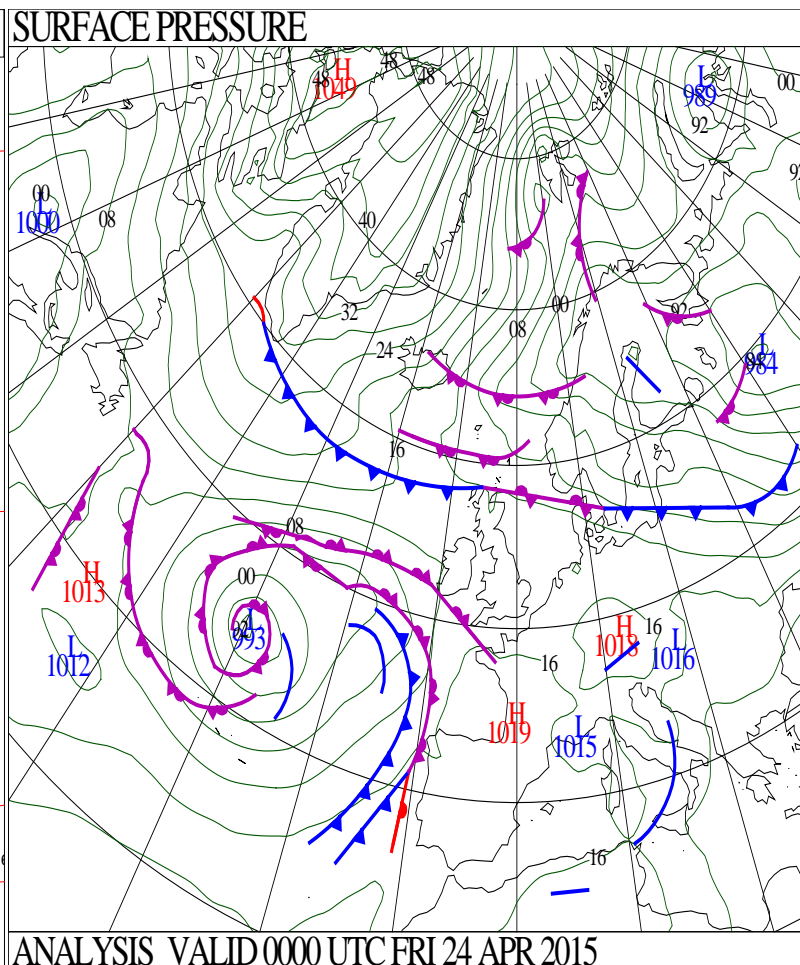 SURFACE PRESSURE
H
1049
48
48
48
L
989
00
92
00
L
1000
08
40
32
00
08
92
24
L
984
16
08
00
H
1013
L
993
L
1012
H
1018
16
L
1016
16
H
1019
L
1015
16
ANALYSIS VALID 0000 UTC FRI 24 APR 2015